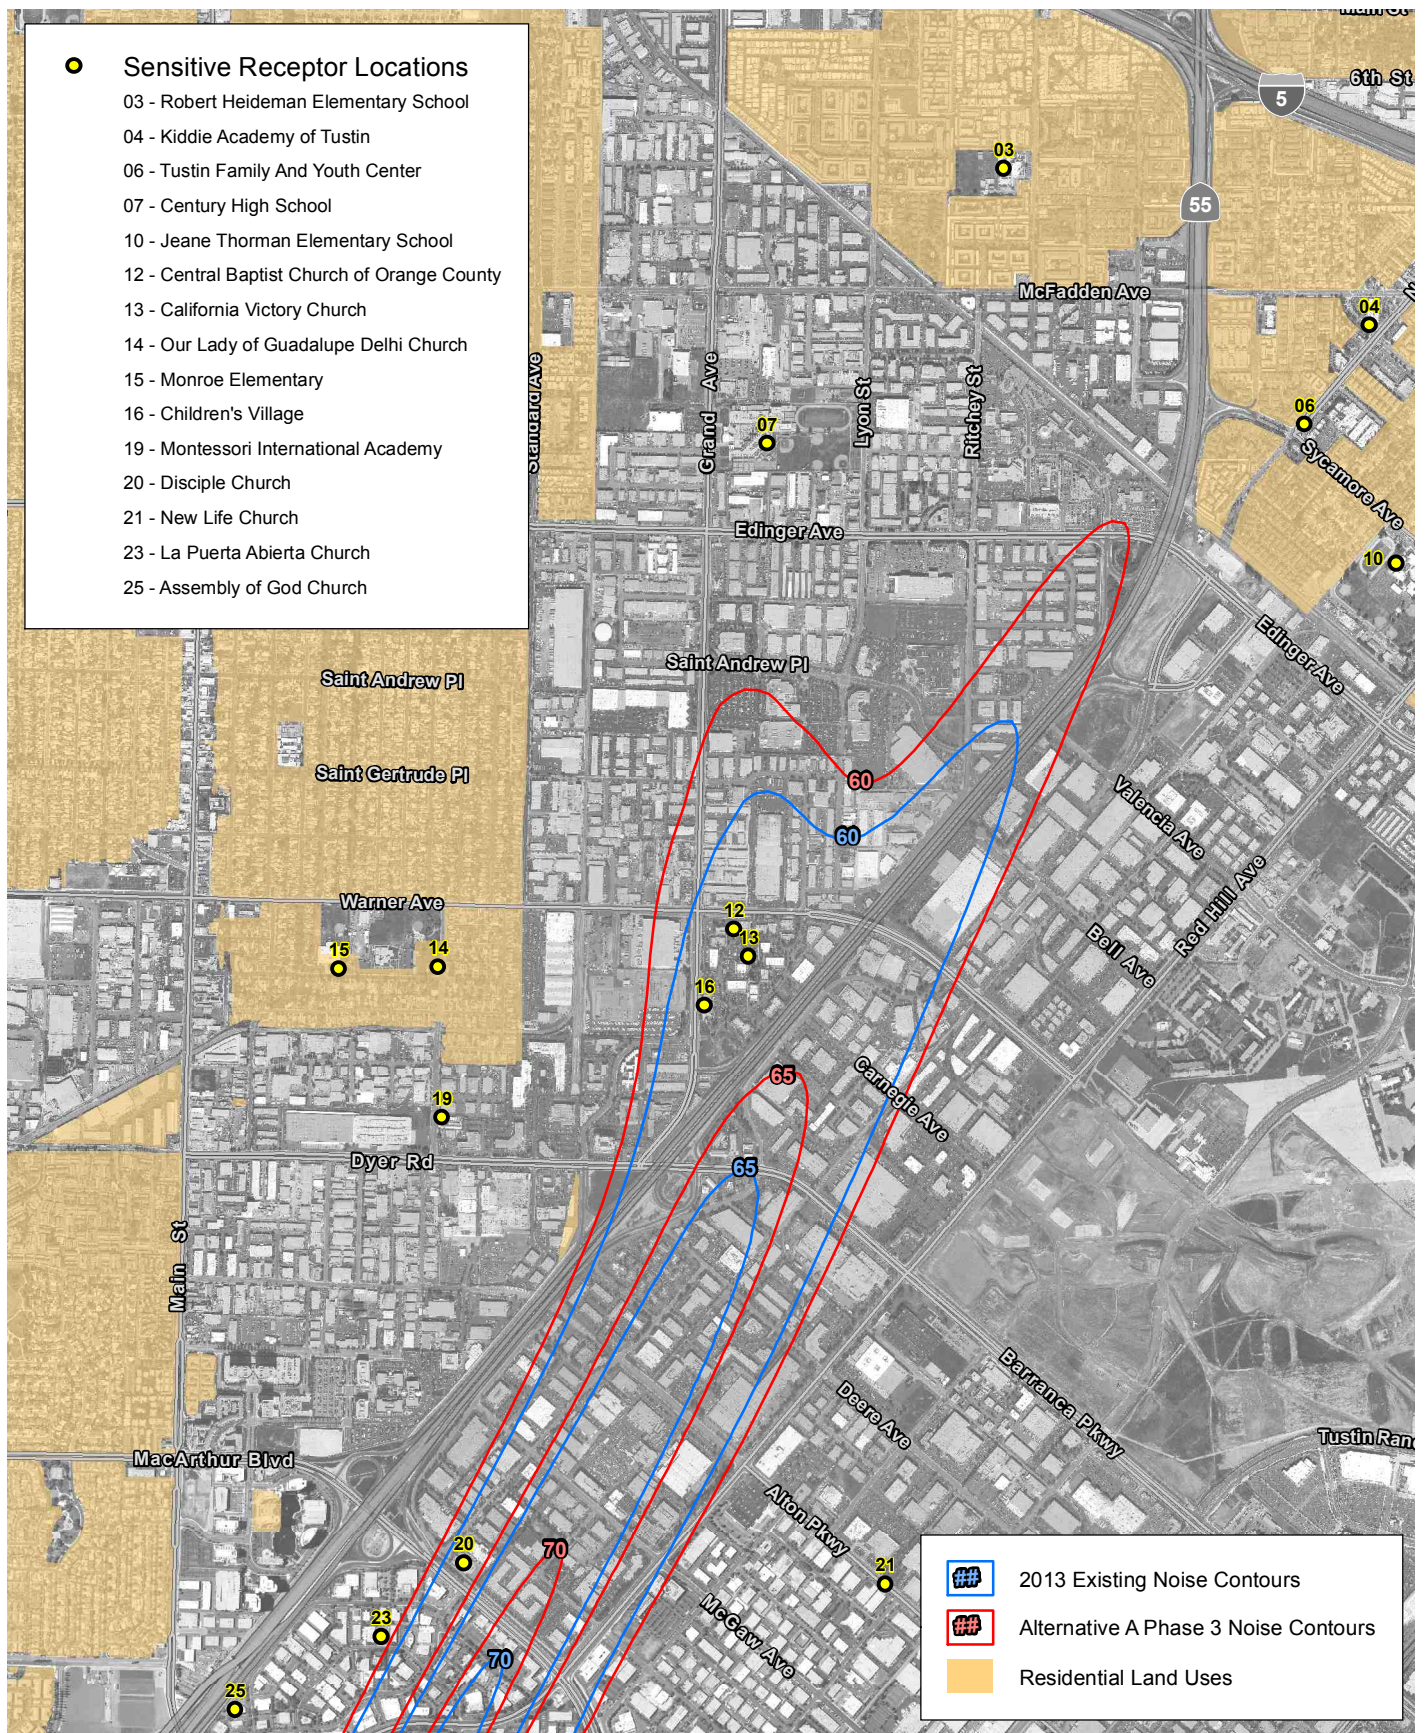 Sensitive Receptor Locations
03 - Robert Heideman Elementary School
04 - Kiddie Academy of Tustin
06 - Tustin Family And Youth Center
07 - Century High School
10 - Jeane Thorman Elementary School
12 - Central Baptist Church of Orange County
13 - California Victory Church
14 - Our Lady of Guadalupe Delhi Church
15 - Monroe Elementary
16 - Children's Village
19 - Montessori International Academy
20 - Disciple Church
21 - New Life Church
23 - La Puerta Abierta Church
25 - Assembly of God Church
Main St
6th St
5
03
55
McFadden Ave
04
N
Standard Ave
Grand Ave
Lyon St
Ritchey St
07
06
Sycamore Ave
Edinger Ave
10
Edinger Ave
Saint Andrew Pl
Saint Andrew Pl
Saint Gertrude Pl
60
60
Valencia Ave
Red Hill Ave
Warner Ave
12
13
15
14
16
Bell Ave
65
Carnegie Ave
19
Dyer Rd
65
Main St
Barranca Pkwy
Deere Ave
MacArthur Blvd
Tustin Ranc
Alton Pkwy
20
70
21
McGaw Ave
23
70
25
## 2013 Existing Noise Contours
## Alternative A Phase 3 Noise Contours
Residential Land Uses